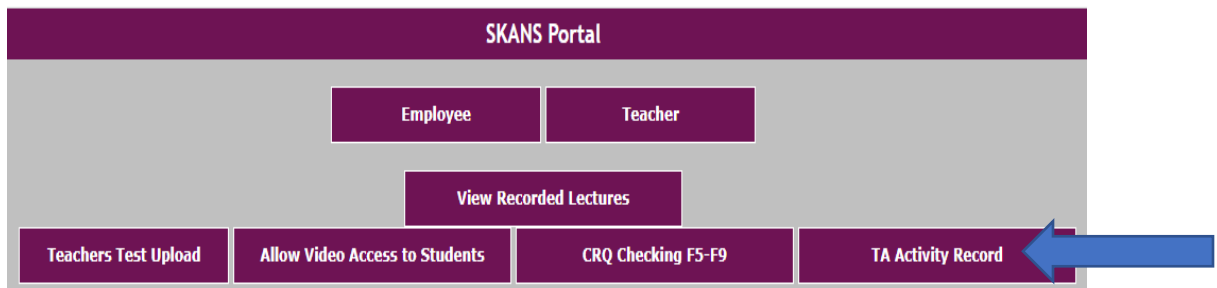 SKANS Portal
Employee Teacher
View Recorded Lectures
Teachers Test Upload Allow Video Access to Students CRQ Checking F5-F9 TA Activity Record